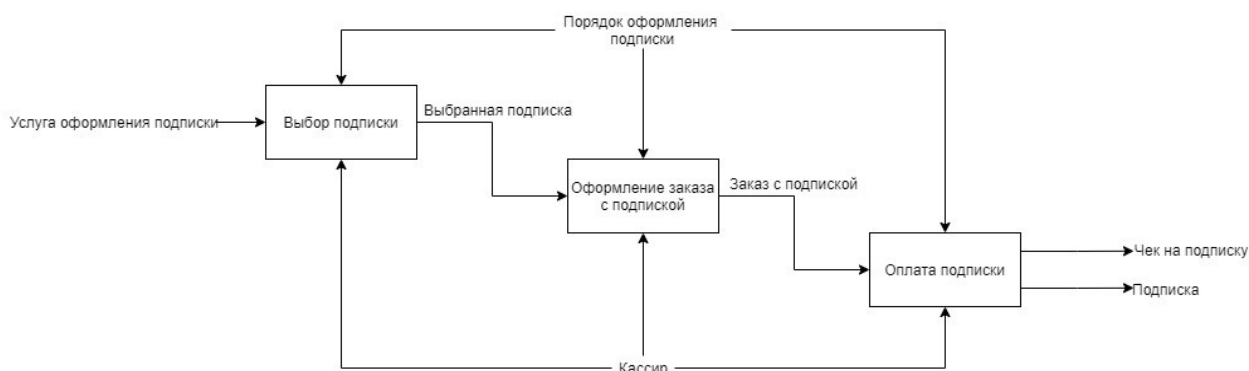 Порядок оформления
подписки
Услуга оформления подписки
Выбор подписки
Выбранная подписка
Оформление заказа
с подпиской
Заказ с подпиской
Оплата подписки
Чек на подписку
Подписка
Кассир